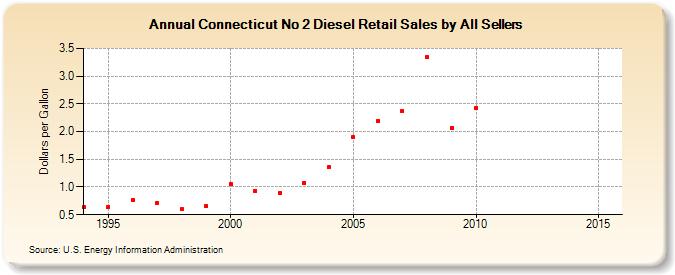 Annual Connecticut No 2 Diesel Retail Sales by All Sellers
Dollars per Gallon
3.5
3.0
2.5
2.0
1.5
1.0
0.5
1995 2000 2005 2010 2015
Source: U.S. Energy Information Administration